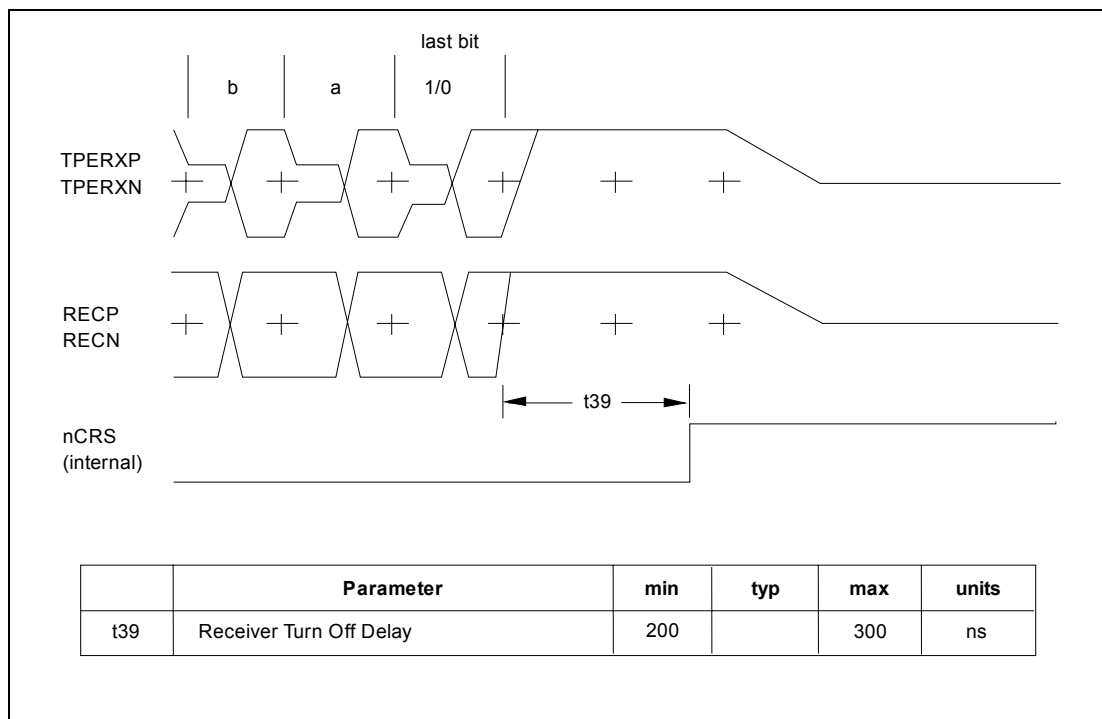 last bit
b a 1/0
TPERXP
TPERXN
RECP
RECN
t39
nCRS
(internal)
Parameter min typ max units
t39 Receiver Turn Off Delay 200 300 ns